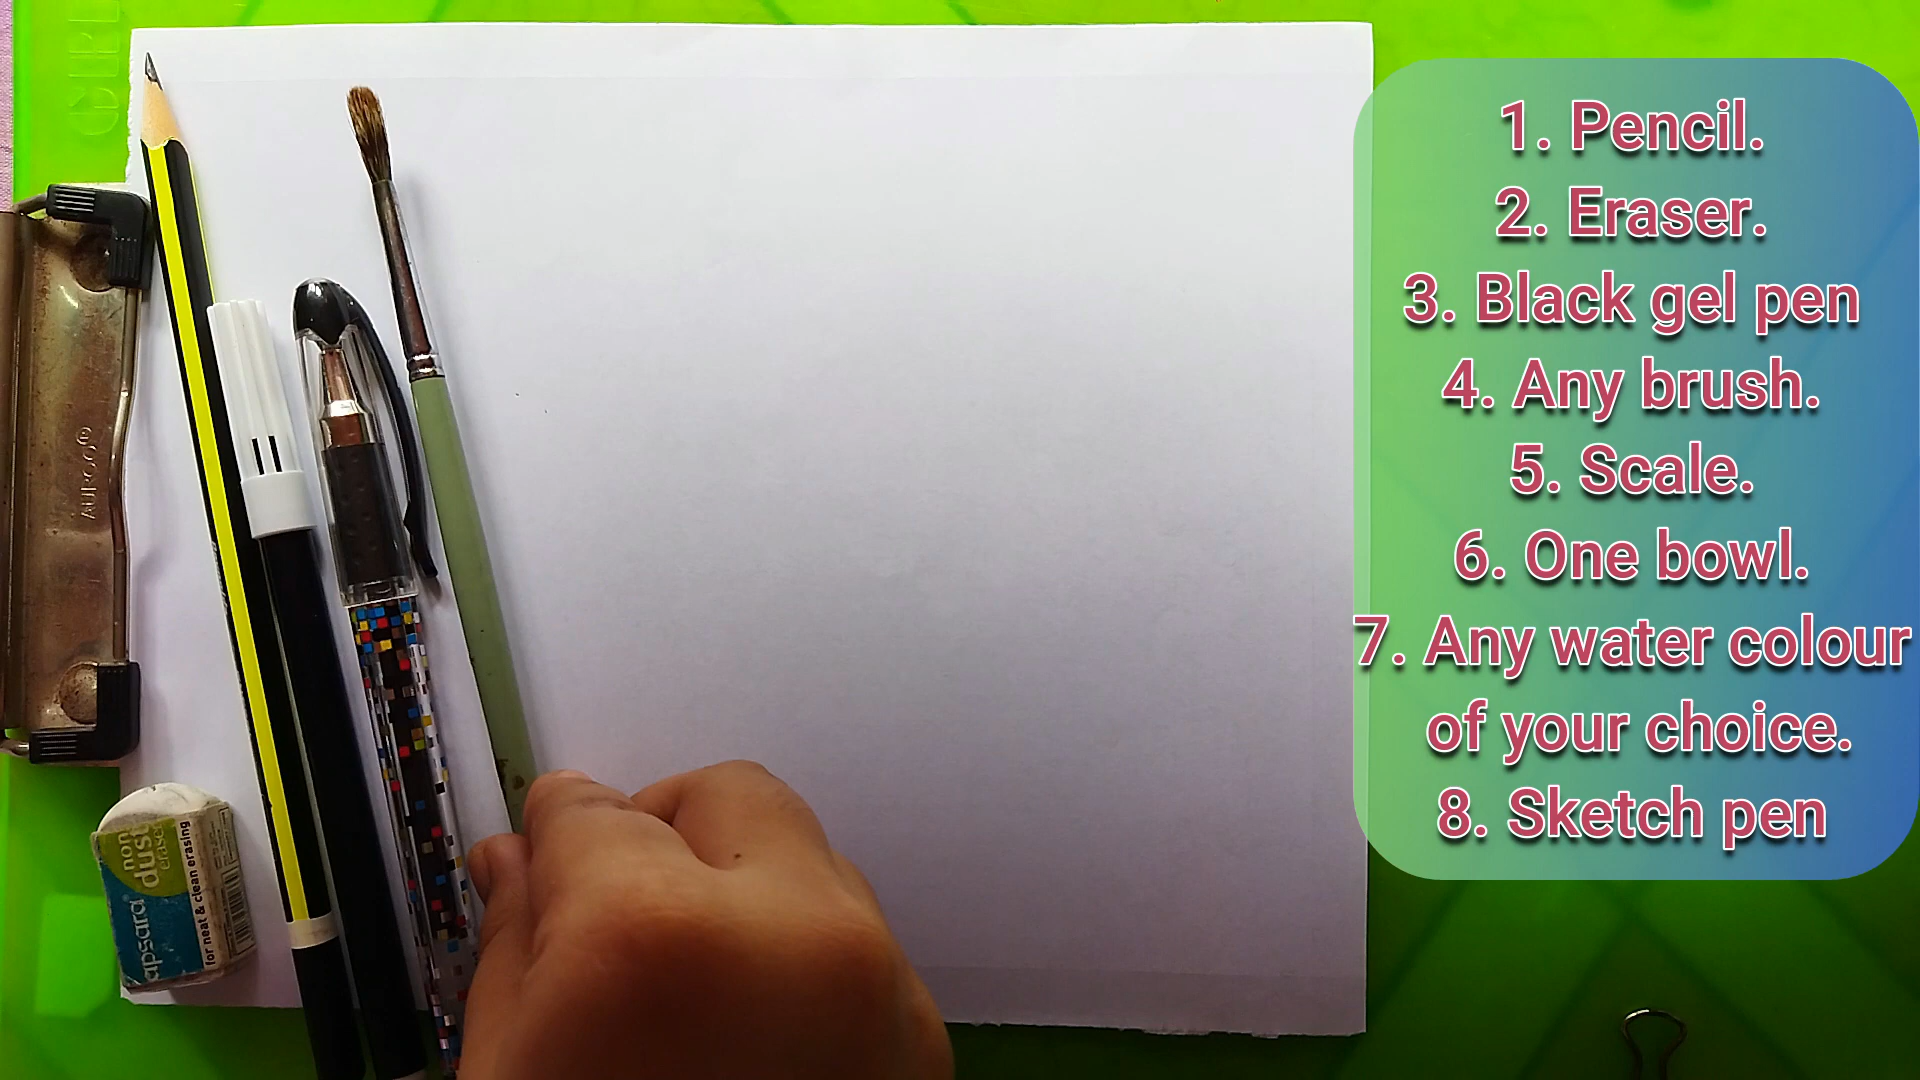 1. Pencil.
2. Eraser.
3. Black gel pen
4. Any brush.
5. Scale.
6. One bowl.
7. Any water colour
of your choice.
8. Sketch pen
apsara
non
dust
eraser
for neat & clean erasing